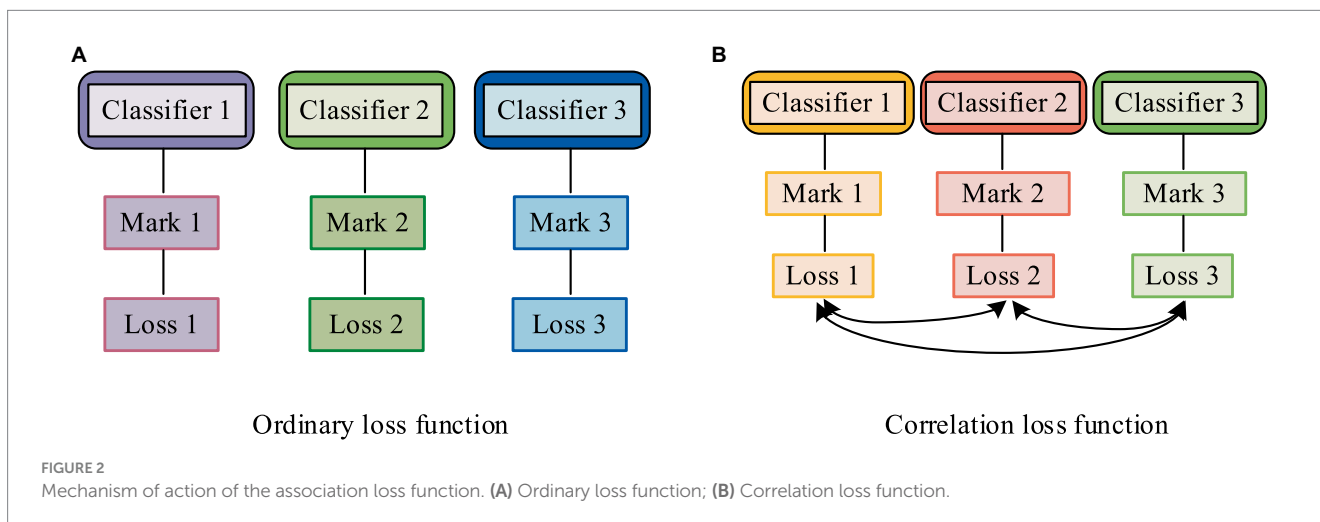 A
Classifier 1
Classifier 2
Classifier 3
Mark 1
Mark 2
Mark 3
Loss 1
Loss 2
Loss 3
Ordinary loss function
B
Classifier 1
Classifier 2
Classifier 3
Mark 1
Mark 2
Mark 3
Loss 1
Loss 2
Loss 3
Correlation loss function
FIGURE 2
Mechanism of action of the association loss function. (A) Ordinary loss function; (B) Correlation loss function.